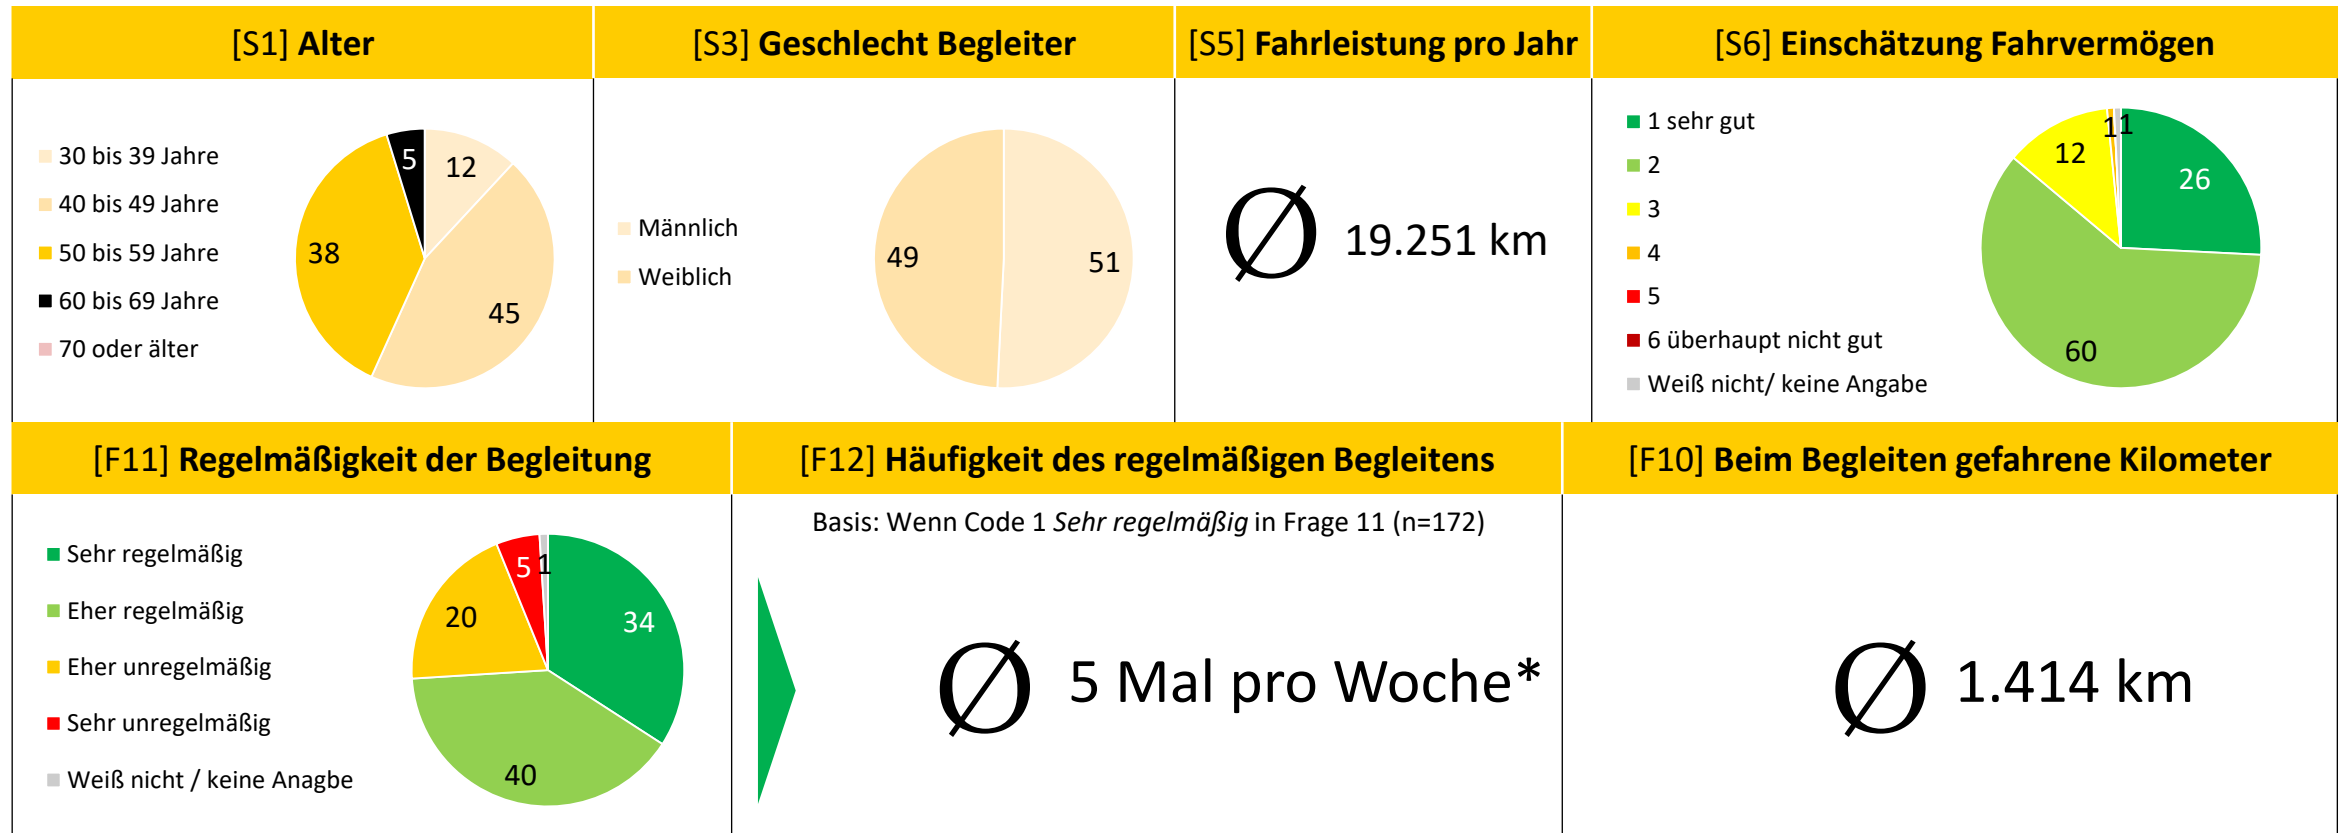 [S1] Alter
[S3] Geschlecht Begleiter
[S5] Fahrleistung pro Jahr
[S6] Einschätzung Fahrvermögen
30 bis 39 Jahre
40 bis 49 Jahre
50 bis 59 Jahre
60 bis 69 Jahre
70 oder älter
5
12
38
45
Männlich
Weiblich
49
51
Ø 19.251 km
1 sehr gut
2
3
4
5
6 überhaupt nicht gut
Weiß nicht/ keine Angabe
1
1
12
26
60
[F11] Regelmäßigkeit der Begleitung
[F12] Häufigkeit des regelmäßigen Begleitens
[F10] Beim Begleiten gefahrene Kilometer
Sehr regelmäßig
Eher regelmäßig
Eher unregelmäßig
Sehr unregelmäßig
Weiß nicht / keine Anagbe
5
1
20
34
40
Basis: Wenn Code 1 Sehr regelmäßig in Frage 11 (n=172)
Ø 5 Mal pro Woche*
Ø 1.414 km